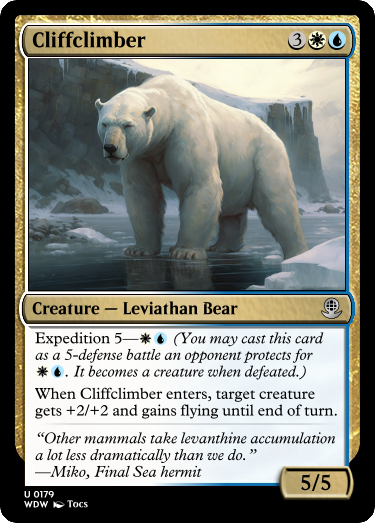 Cliffclimber 3
Creature — Leviathan Bear
Expedition 5— (You may cast this card
as a 5-defense battle an opponent protects for
. It becomes a creature when defeated.)
When Cliffclimber enters, target creature
gets +2/+2 and gains flying until end of turn.
“Other mammals take levanthine accumulation
a lot less dramatically than we do.”
—Miko, Final Sea hermit
5/5
U 0179
WDW Tocs